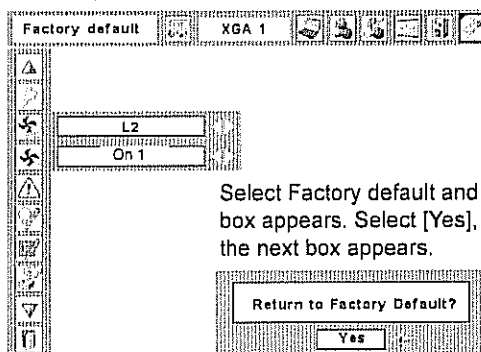 Factory default XGA 1
L2
On 1
Select Factory default and
box appears. Select [Yes],
the next box appears.
Return to Factory Default?
Yes